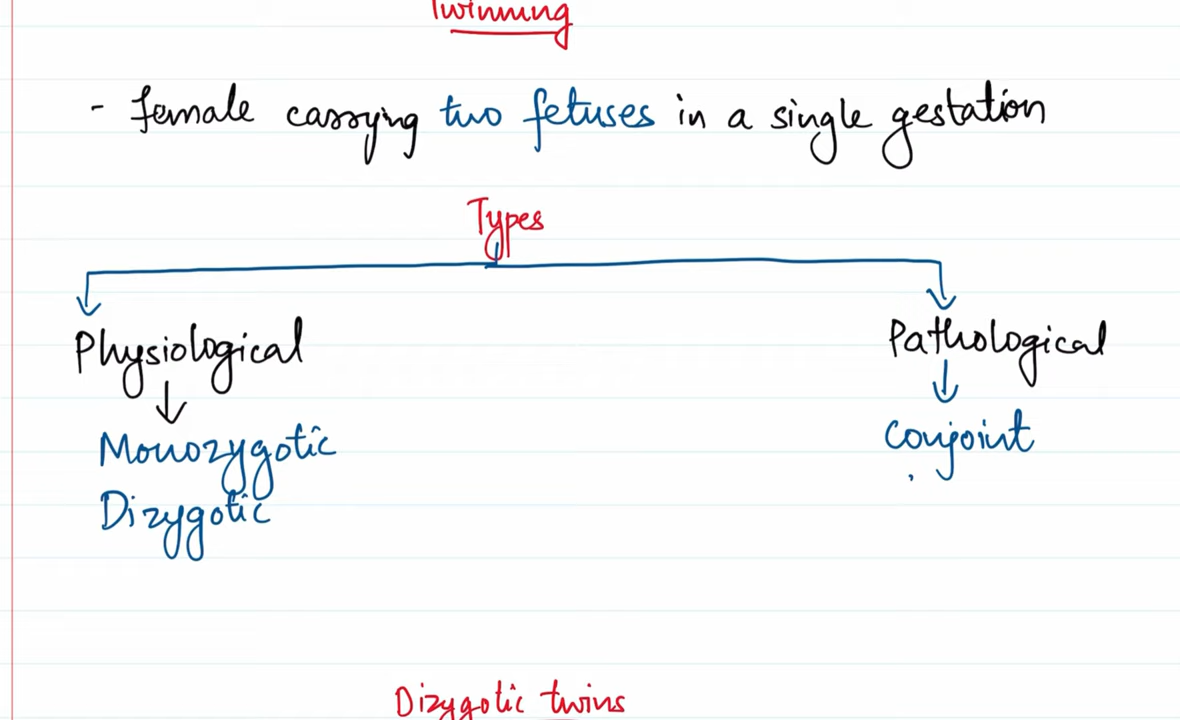 Twinning
- female carrying two fetuses in a single gestation
Types
Physiological
Pathological
Monozygotic
Conjoint
Dizygotic
Dizygotic twins